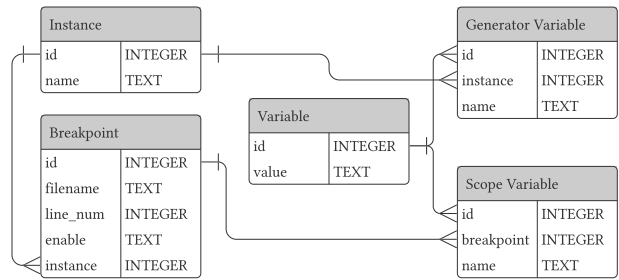 Instance
id INTEGER
name TEXT
Breakpoint
id INTEGER
filename TEXT
line_num INTEGER
enable TEXT
instance INTEGER
Variable
id INTEGER
value TEXT
Generator Variable
id INTEGER
instance INTEGER
name TEXT
Scope Variable
id INTEGER
breakpoint INTEGER
name TEXT